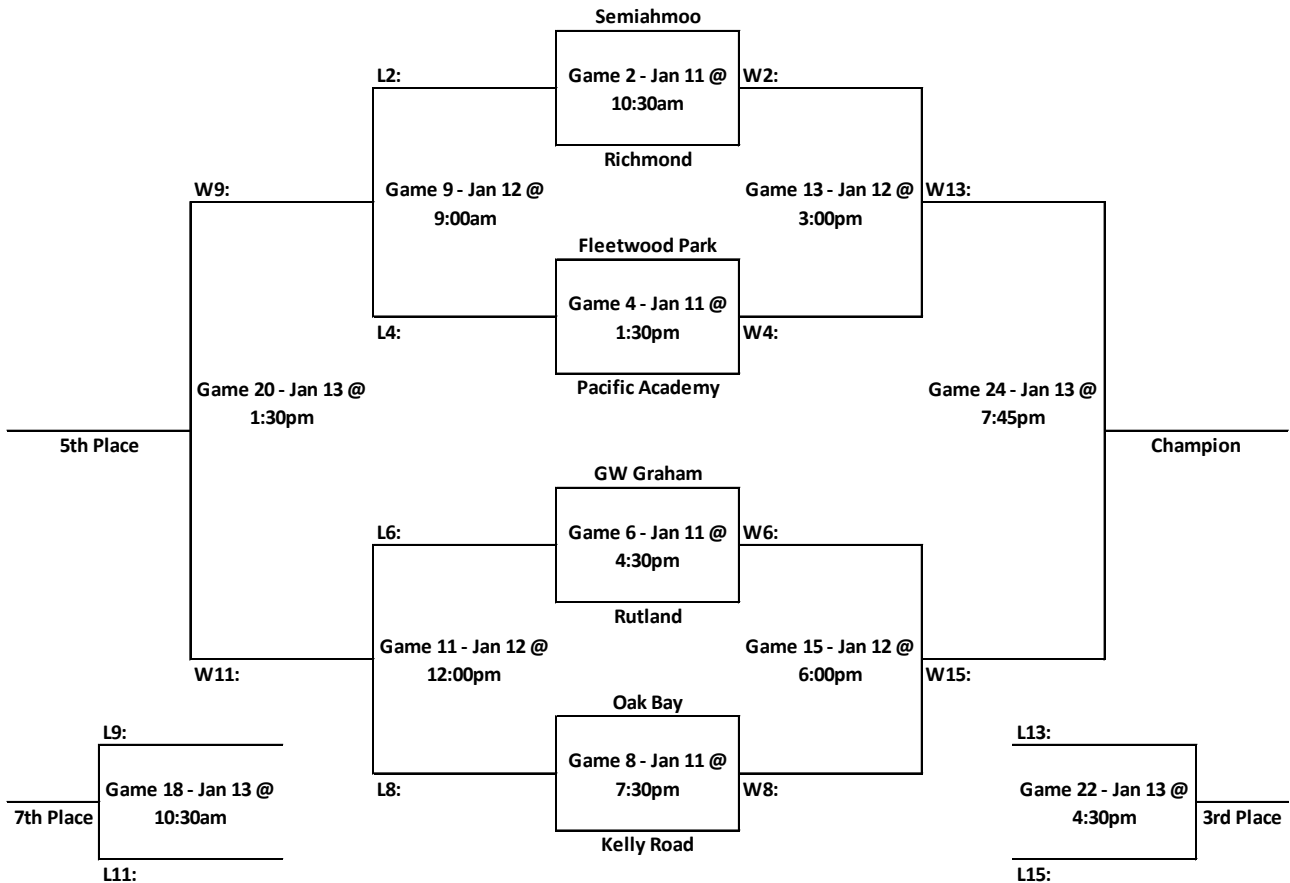 Semiahmoo
L2:
Game 2 - Jan 11 @
10:30am
W2:
Richmond
W9:
Game 9 - Jan 12 @
9:00am
Game 13 - Jan 12 @
3:00pm
W13:
Fleetwood Park
L4:
Game 4 - Jan 11 @
1:30pm
W4:
Pacific Academy
Game 20 - Jan 13 @
1:30pm
Game 24 - Jan 13 @
7:45pm
5th Place
Champion
GW Graham
L6:
Game 6 - Jan 11 @
4:30pm
W6:
Rutland
W11:
Game 11 - Jan 12 @
12:00pm
Game 15 - Jan 12 @
6:00pm
W15:
Oak Bay
L8:
Game 8 - Jan 11 @
7:30pm
W8:
Kelly Road
L9:
Game 18 - Jan 13 @
10:30am
7th Place
L11:
L13:
Game 22 - Jan 13 @
4:30pm
3rd Place
L15: